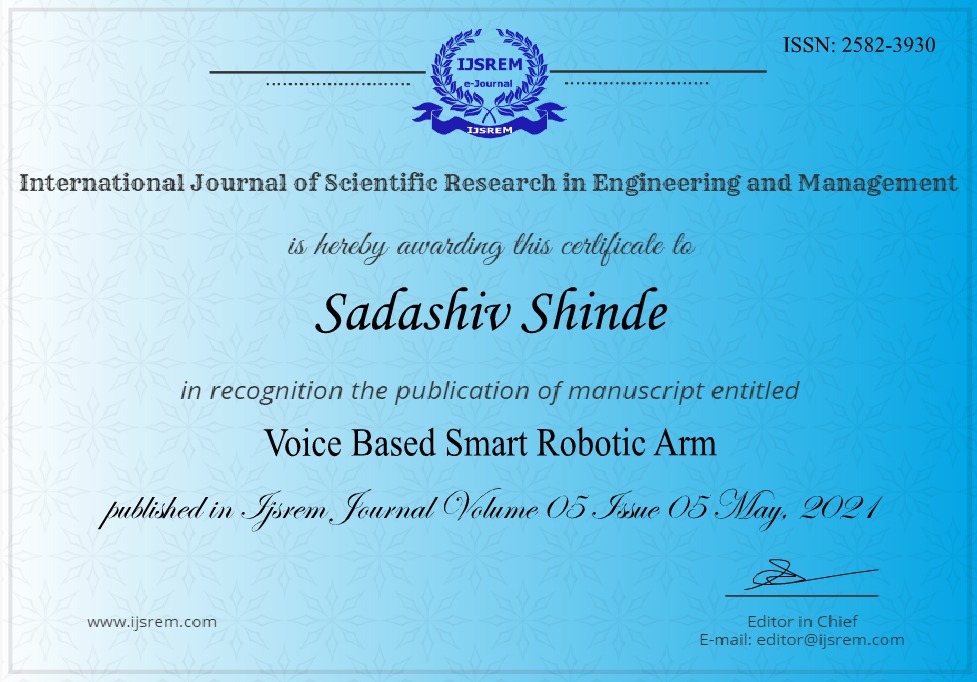 ISSN: 2582-3930
IJSREM
e-Journal
IJSREM
International Journal of Scientific Research in Engineering and Management
is hereby awarding this certificate to
Sadashiv Shinde
in recognition the publication of manuscript entitled
Voice Based Smart Robotic Arm
published in Ijsrem Journal Volume 05 Issue 05 May, 2021
www.ijsrem.com
Editor in Chief
E-mail: editor@ijsrem.com